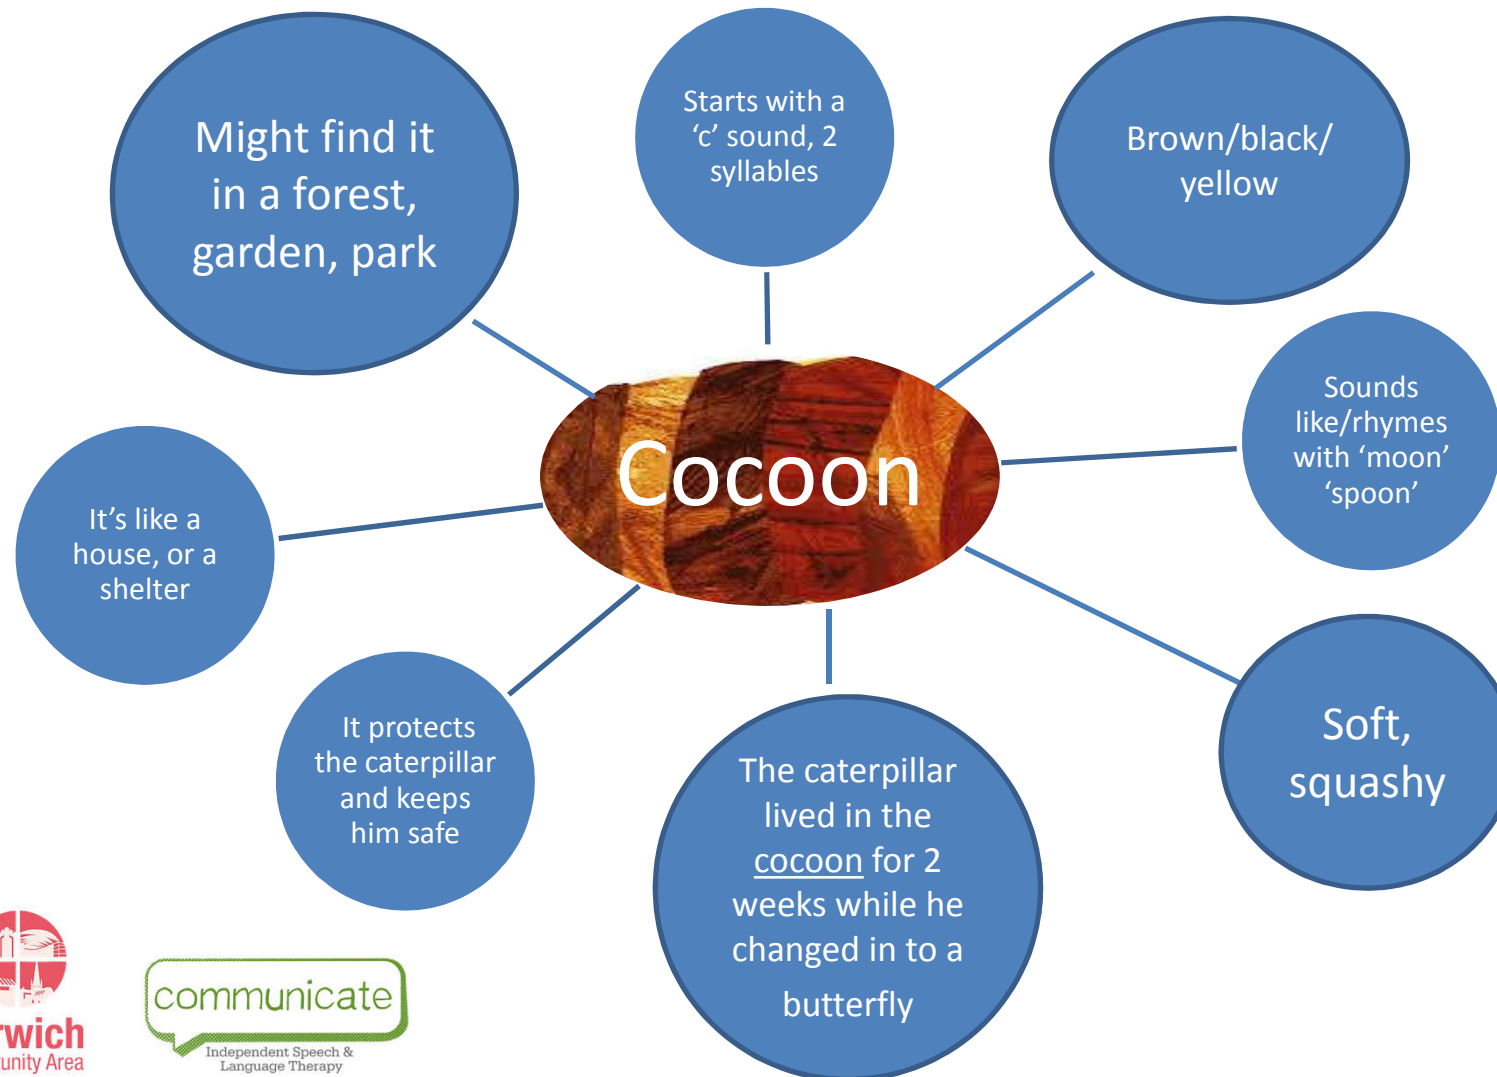 Might find it
in a forest,
garden, park
Starts with a
‘c’ sound, 2
syllables
Brown/black/
yellow
Sounds
like/rhymes
with ‘moon’
‘spoon’
Cocoon
It’s like a
house, or a
shelter
It protects
the caterpillar
and keeps
him safe
The caterpillar
lived in the
cocoon for 2
weeks while he
changed in to a
butterfly
Soft,
squashy
rwich
tunity Area
communicate
Independent Speech &
Language Therapy